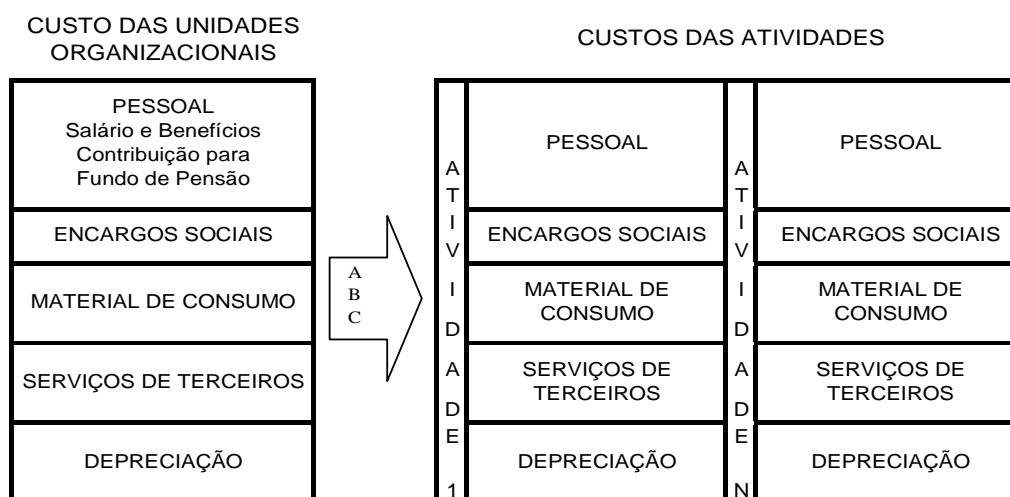 CUSTO DAS UNIDADES
ORGANIZACIONAIS
CUSTOS DAS ATIVIDADES
PESSOAL
Salário e Benefícios
Contribuição para
Fundo de Pensão
ENCARGOS SOCIAIS
MATERIAL DE CONSUMO
SERVIÇOS DE TERCEIROS
DEPRECIAÇÃO
A
B
C
A
T
I
V
I
D
A
D
E
1
PESSOAL
ENCARGOS SOCIAIS
MATERIAL DE
CONSUMO
SERVIÇOS DE
TERCEIROS
DEPRECIAÇÃO
A
T
I
V
I
D
A
D
E
N
PESSOAL
ENCARGOS SOCIAIS
MATERIAL DE
CONSUMO
SERVIÇOS DE
TERCEIROS
DEPRECIAÇÃO